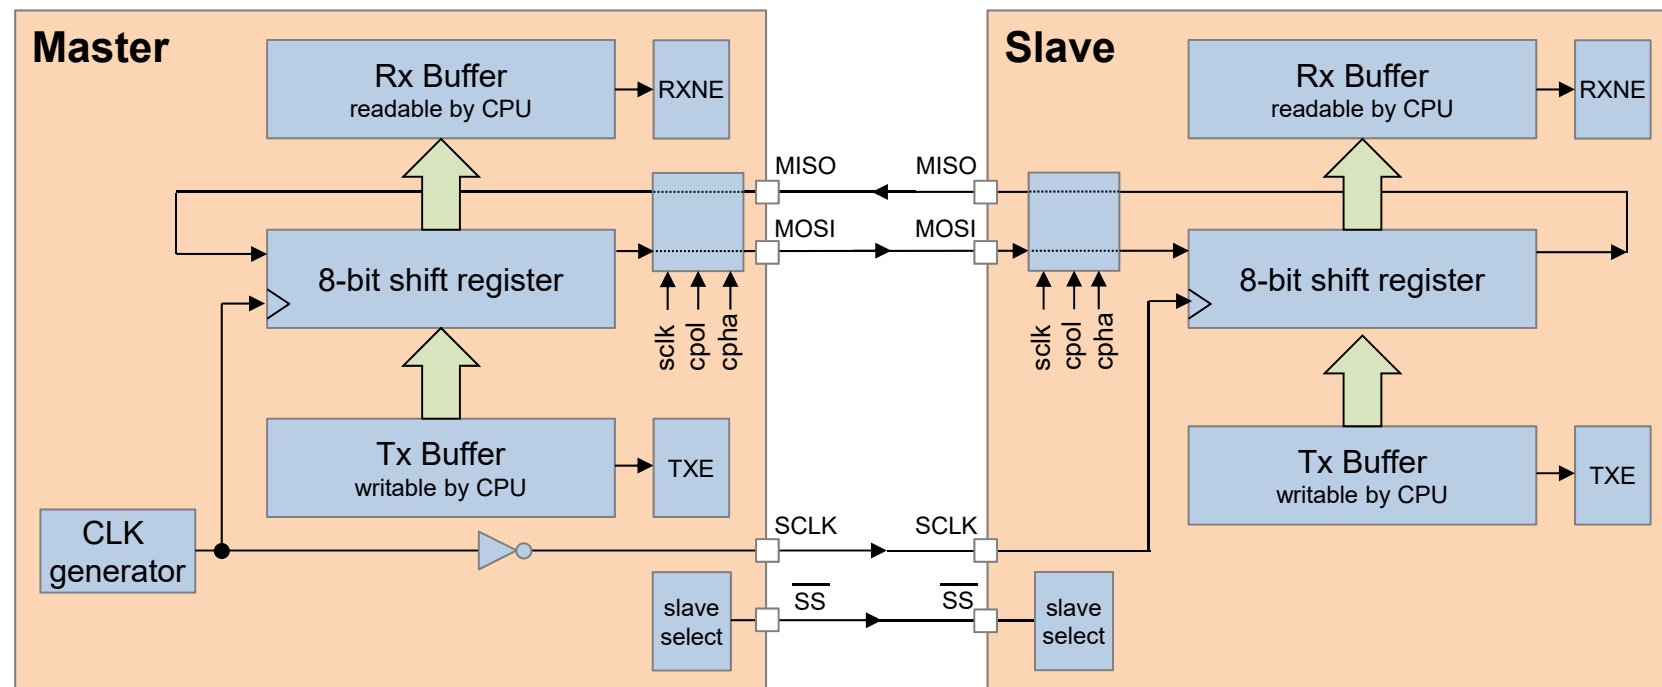 Master
Rx Buffer
readable by CPU
RXNE
8-bit shift register
sclk
cpol
cpha
Tx Buffer
writable by CPU
TXE
CLK
generator
slave
select
MISO
MISO
MOSI
MOSI
SCLK
SCLK
SS
SS
Slave
Rx Buffer
readable by CPU
RXNE
8-bit shift register
sclk
cpol
cpha
Tx Buffer
writable by CPU
TXE
slave
select